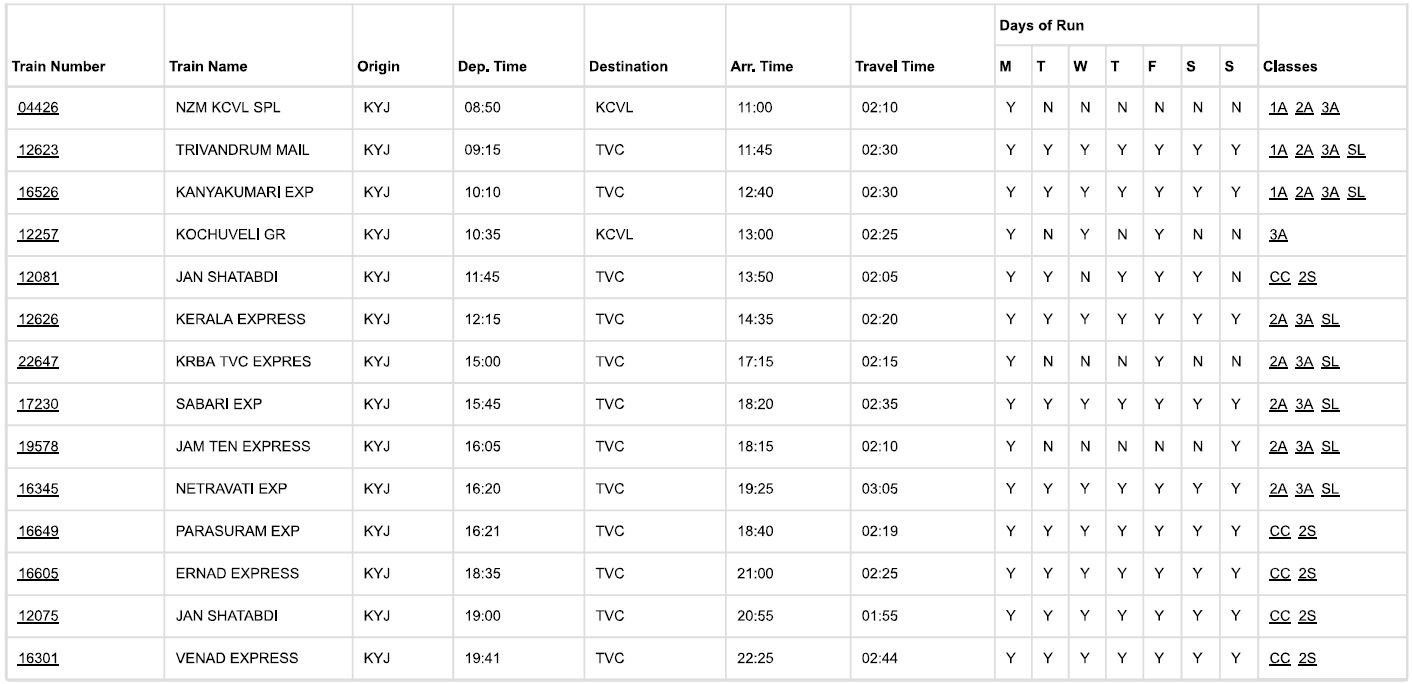 Days of Run
Train Number Train Name Origin Dep. Time Destination Arr. Time Travel Time M T W T F S S Classes
04426 NZM KCVL SPL KYJ 08:50 KCVL 11:00 02:10 Y N N N N N N 1A 2A 3A
12623 TRIVANDRUM MAIL KYJ 09:15 TVC 11:45 02:30 Y Y Y Y Y Y Y 1A 2A 3A SL
16526 KANYAKUMARI EXP KYJ 10:10 TVC 12:40 02:30 Y Y Y Y Y Y Y 1A 2A 3A SL
12257 KOCHUVELI GR KYJ 10:35 KCVL 13:00 02:25 Y N Y N Y N N 3A
12081 JAN SHATABDI KYJ 11:45 TVC 13:50 02:05 Y Y N Y Y Y N CC 2S
12626 KERALA EXPRESS KYJ 12:15 TVC 14:35 02:20 Y Y Y Y Y Y Y 2A 3A SL
22647 KRBA TVC EXPRES KYJ 15:00 TVC 17:15 02:15 Y N N N Y N N 2A 3A SL
17230 SABARI EXP KYJ 15:45 TVC 18:20 02:35 Y Y Y Y Y Y Y 2A 3A SL
19578 JAM TEN EXPRESS KYJ 16:05 TVC 18:15 02:10 Y N N N N N Y 2A 3A SL
16345 NETRAVATI EXP KYJ 16:20 TVC 19:25 03:05 Y Y Y Y Y Y Y 2A 3A SL
16649 PARASURAM EXP KYJ 16:21 TVC 18:40 02:19 Y Y Y Y Y Y Y CC 2S
16605 ERNAD EXPRESS KYJ 18:35 TVC 21:00 02:25 Y Y Y Y Y Y Y CC 2S
12075 JAN SHATABDI KYJ 19:00 TVC 20:55 01:55 Y Y Y Y Y Y Y CC 2S
16301 VENAD EXPRESS KYJ 19:41 TVC 22:25 02:44 Y Y Y Y Y Y Y CC 2S